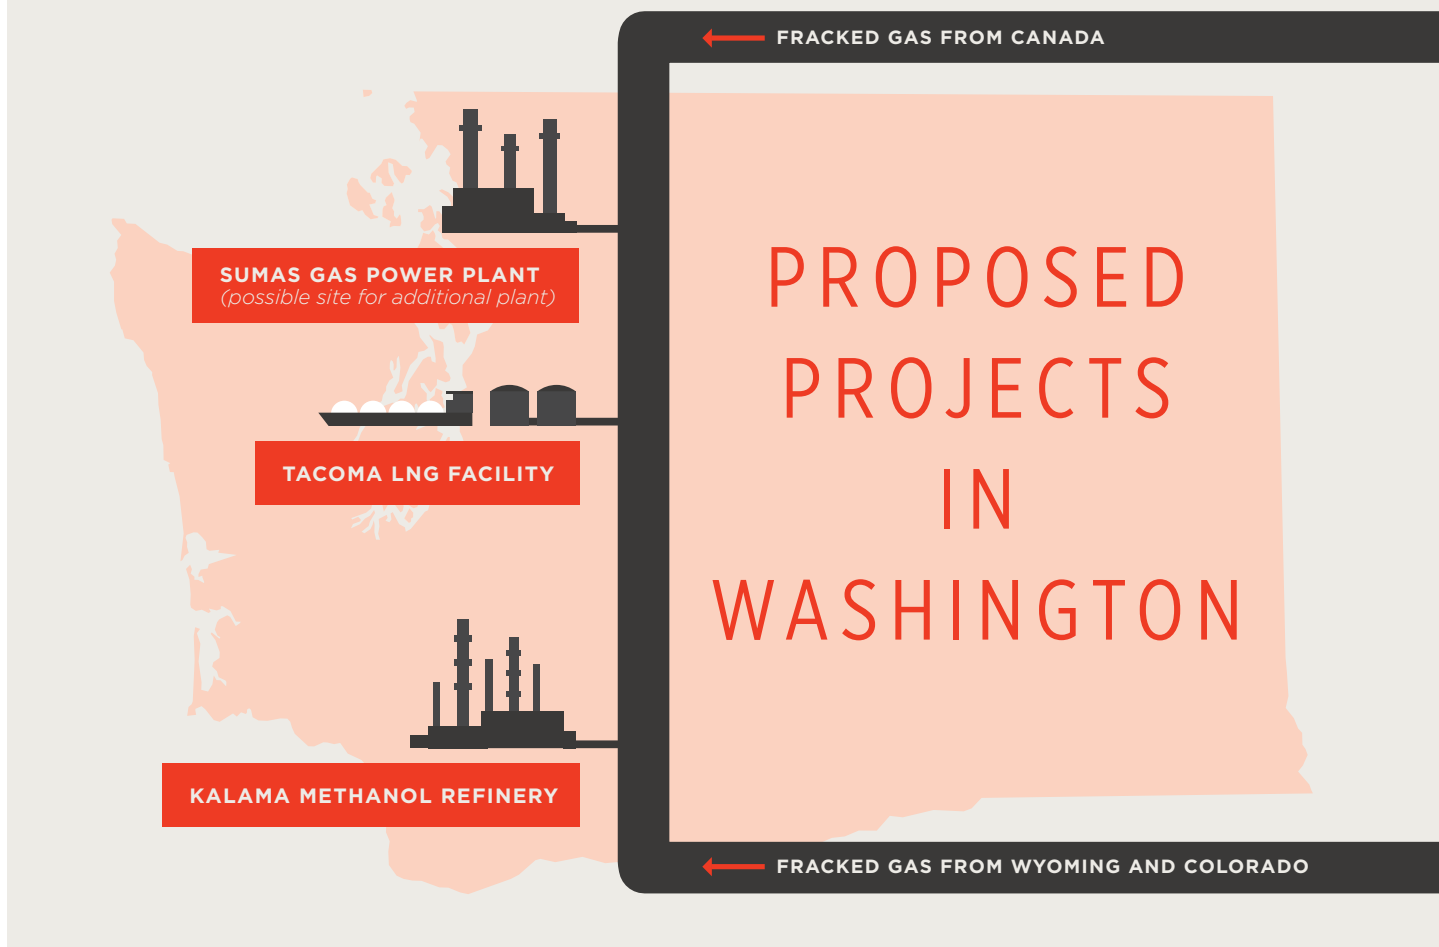 FRACKED GAS FROM CANADA
SUMAS GAS POWER PLANT
(possible site for additional plant)
TACOMA LNG FACILITY
KALAMA METHANOL REFINERY
PROPOSED
PROJECTS
IN
WASHINGTON
FRACKED GAS FROM WYOMING AND COLORADO